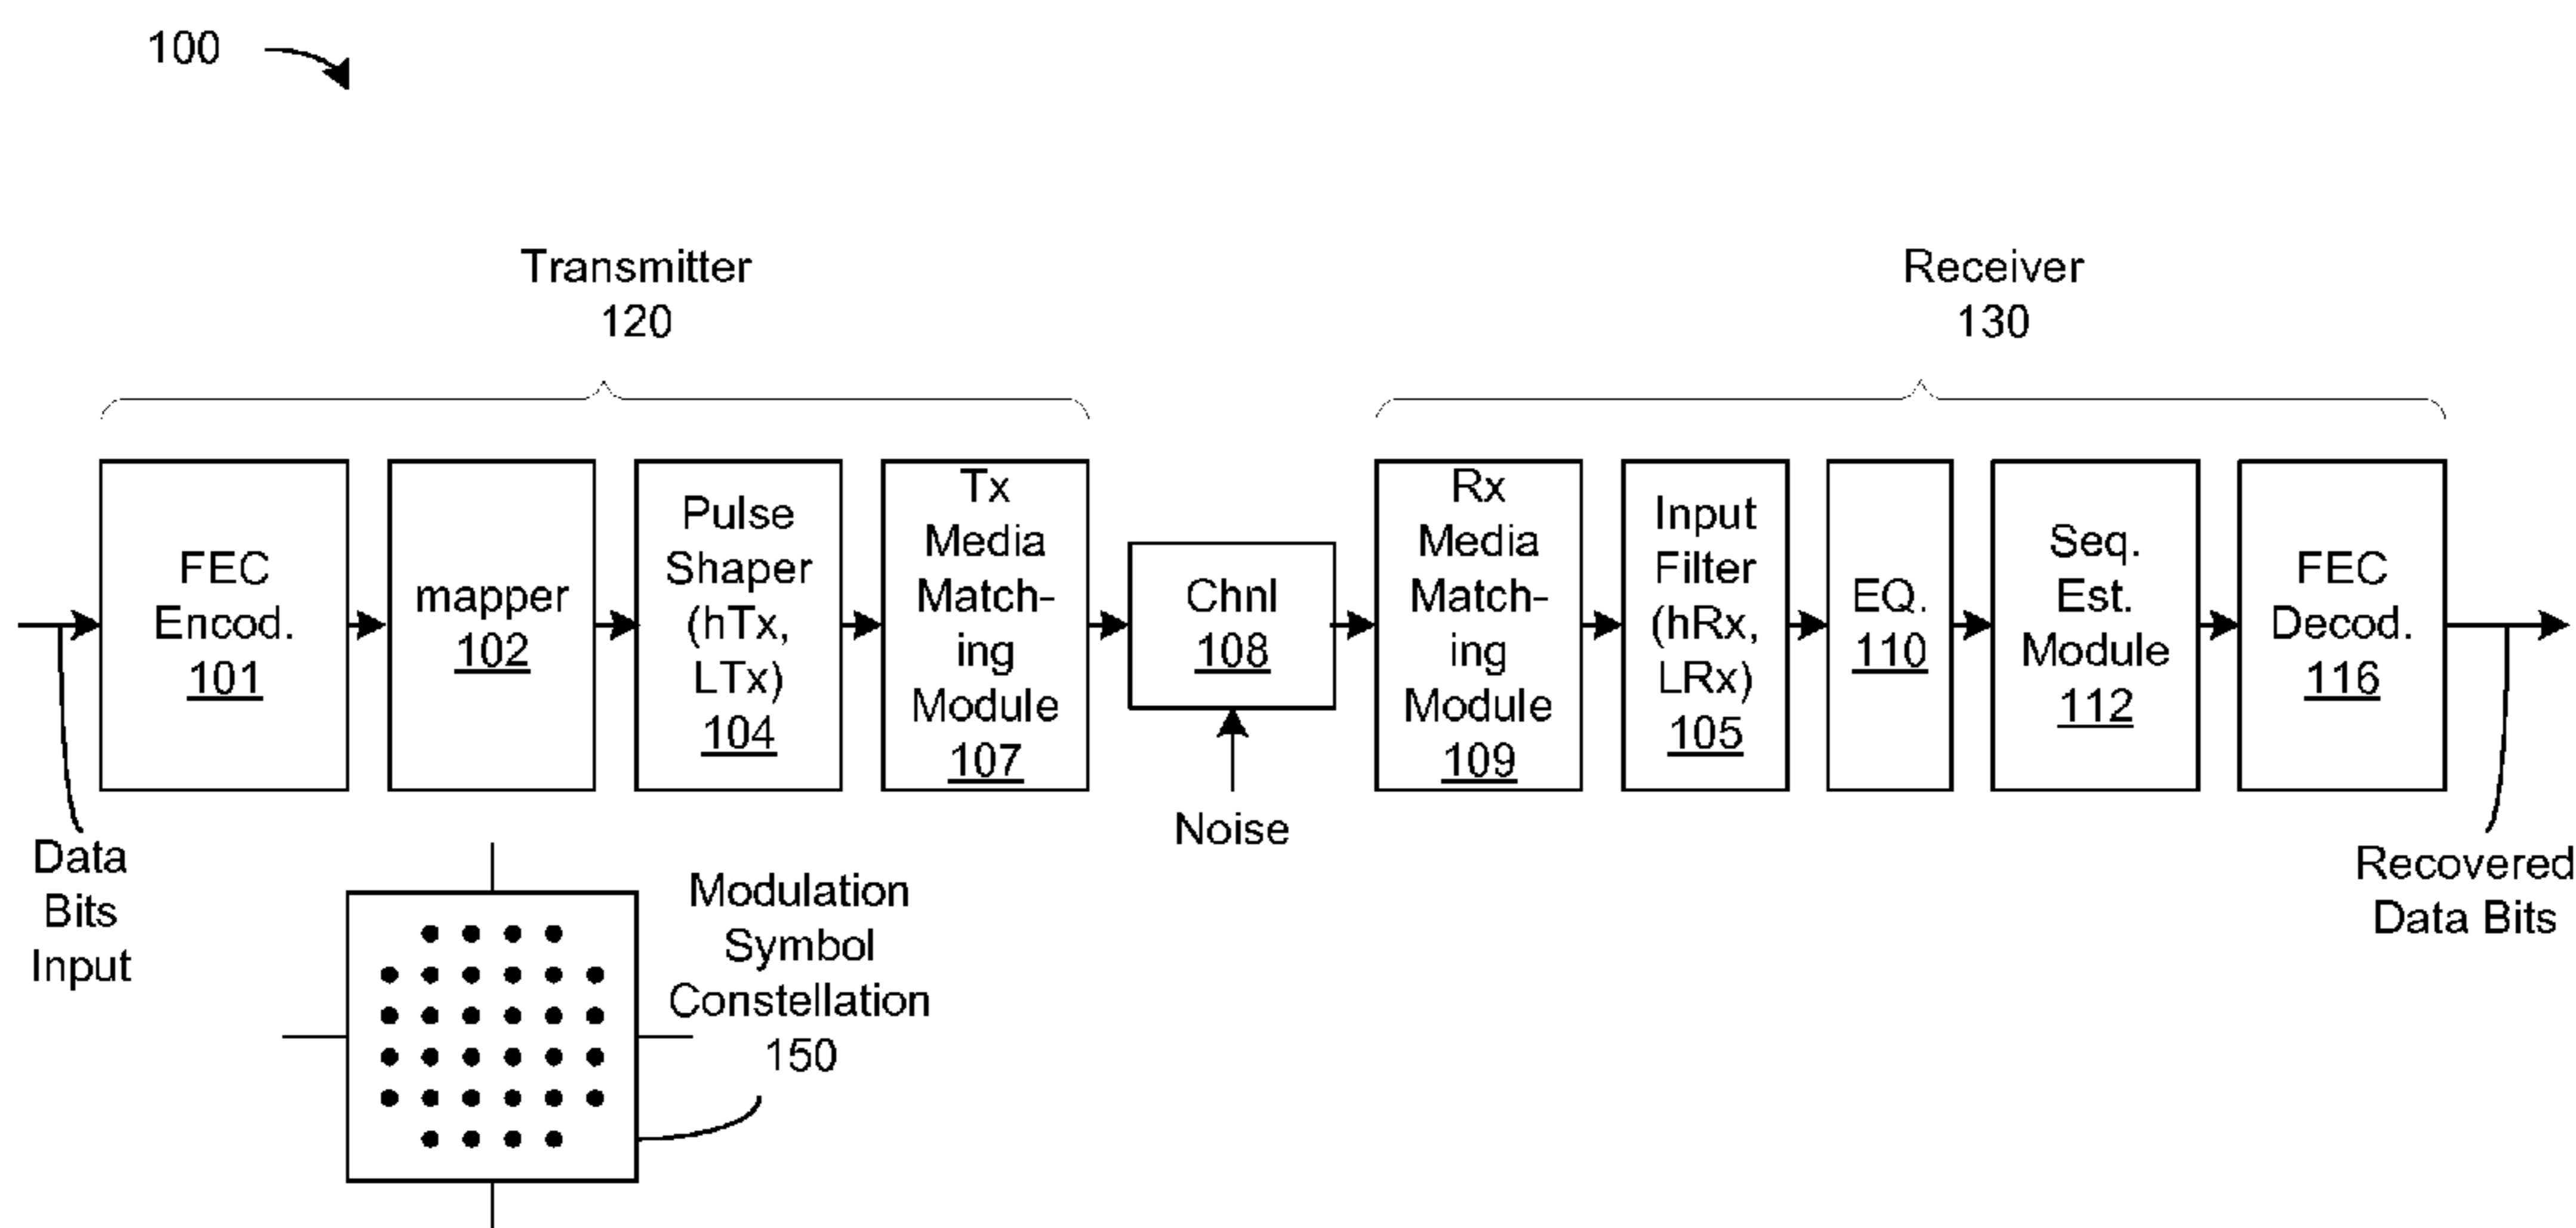 100
Transmitter
120
Receiver
130
FEC
Encod.
101
mapper
102
Pulse
Shaper
(hTx,
LTx)
104
Tx
Media
Match-
ing
Module
107
Chnl
108
Noise
Rx
Media
Match-
ing
Module
109
Input
Filter
(hRx,
LRx)
105
EQ.
110
Seq.
Est.
Module
112
FEC
Decod.
116
Data
Bits
Input
Modulation
Symbol
Constellation
150
Recovered
Data Bits